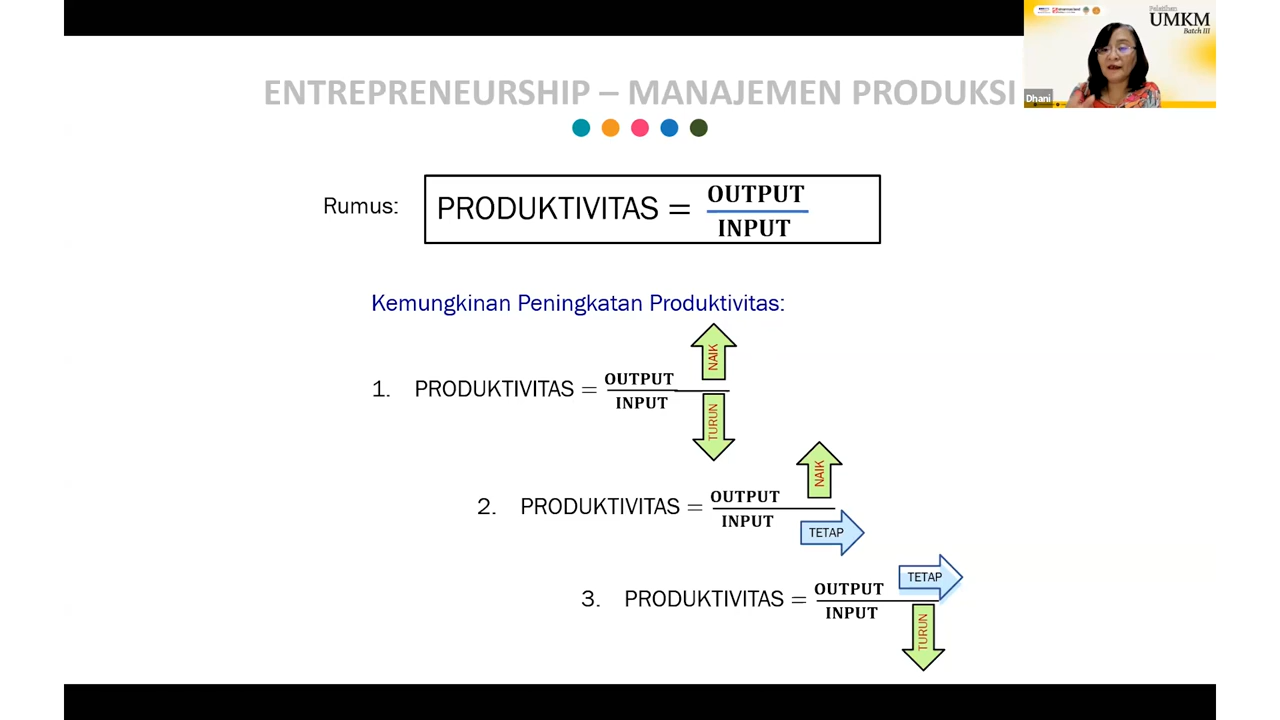 Pelatihan
UMKM
Batch III
Dhani
ENTREPRENEURSHIP – MANAJEMEN PRODUKSI
Rumus:
PRODUKTIVITAS = OUTPUT
INPUT
Kemungkinan Peningkatan Produktivitas:
NAIK
1. PRODUKTIVITAS = OUTPUT
INPUT
TURUN
NAIK
2. PRODUKTIVITAS = OUTPUT
INPUT
TETAP
TETAP
3. PRODUKTIVITAS = OUTPUT
INPUT
TURUN